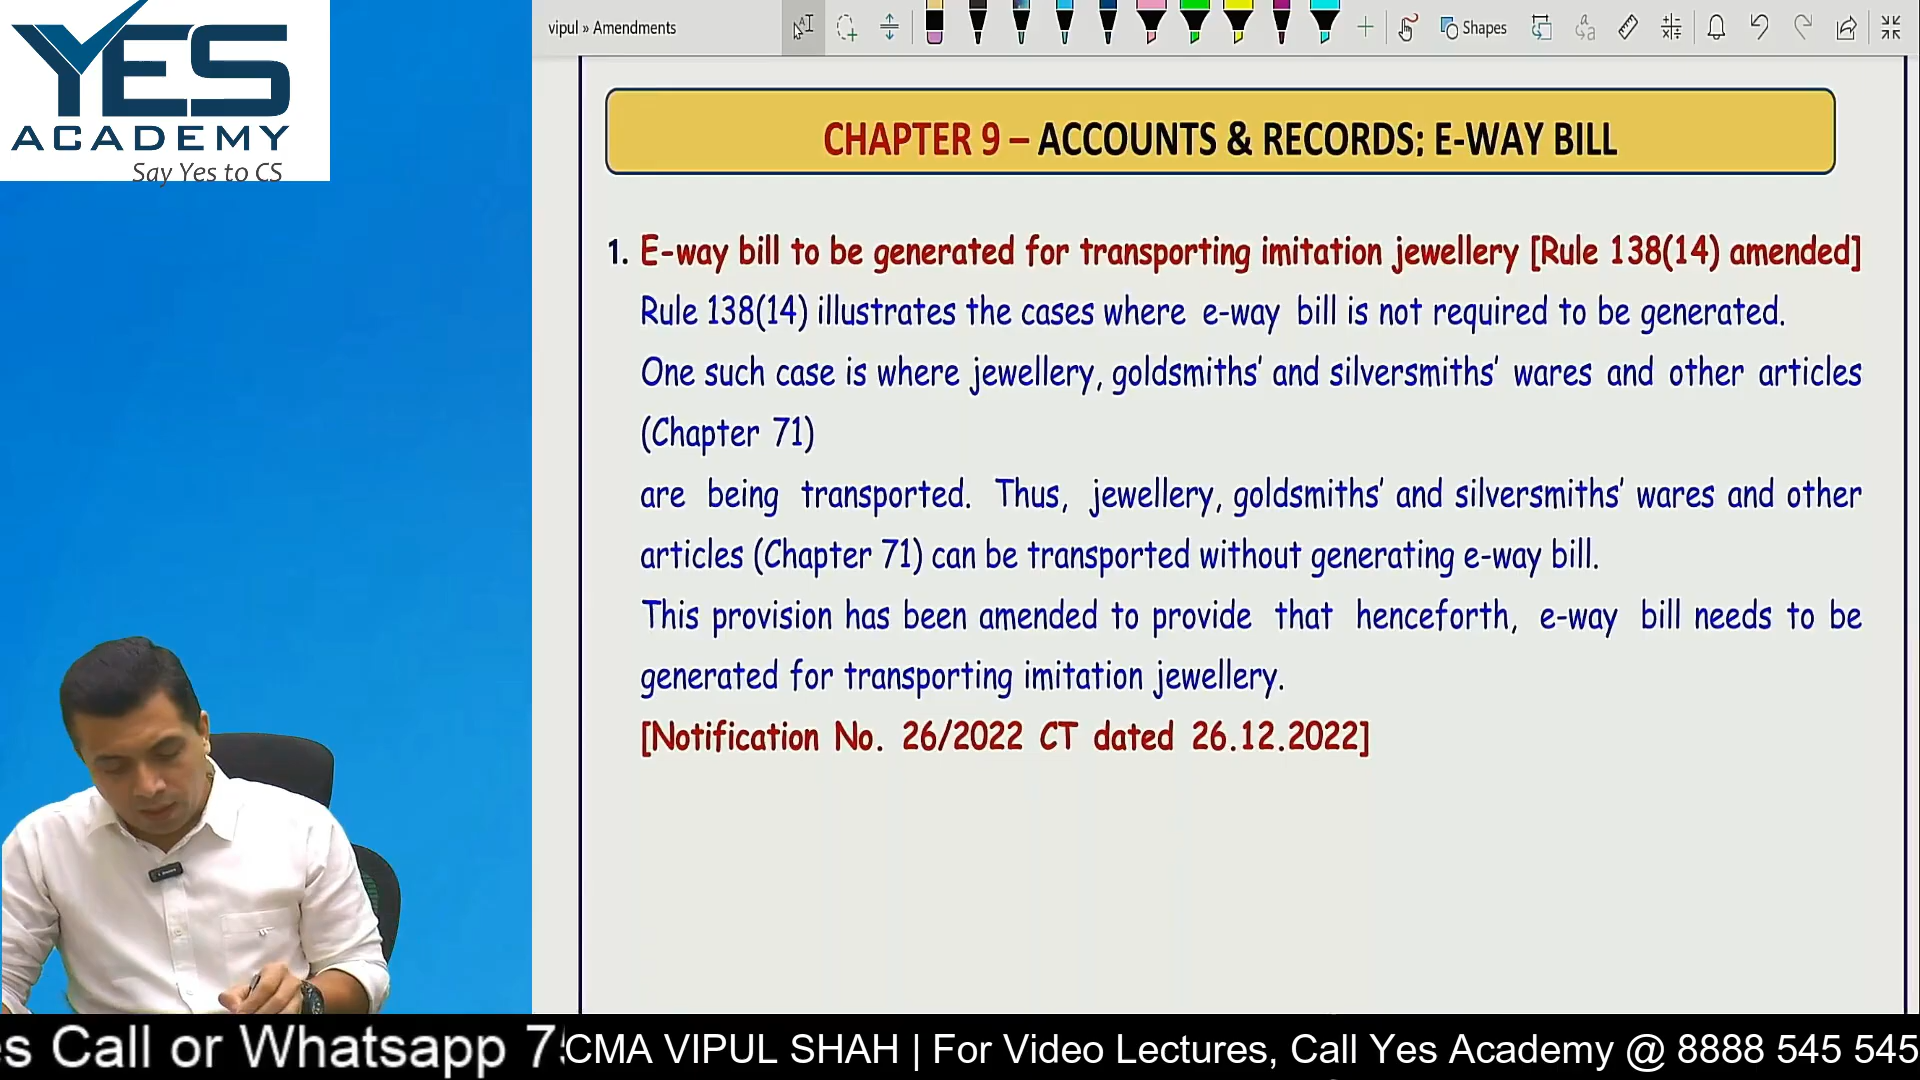 YES
ACADEMY
Say Yes to CS
vipul » Amendments
Shapes
CHAPTER 9 – ACCOUNTS & RECORDS; E-WAY BILL
1. E-way bill to be generated for transporting imitation jewellery [Rule 138(14) amended]
Rule 138(14) illustrates the cases where e-way bill is not required to be generated.
One such case is where jewellery, goldsmiths’ and silversmiths’ wares and other articles
(Chapter 71)
are being transported. Thus, jewellery, goldsmiths’ and silversmiths’ wares and other
articles (Chapter 71) can be transported without generating e-way bill.
This provision has been amended to provide that henceforth, e-way bill needs to be
generated for transporting imitation jewellery.
[Notification No. 26/2022 CT dated 26.12.2022]
s Call or Whatsapp 7
CMA VIPUL SHAH | For Video Lectures, Call Yes Academy @ 8888 545 545